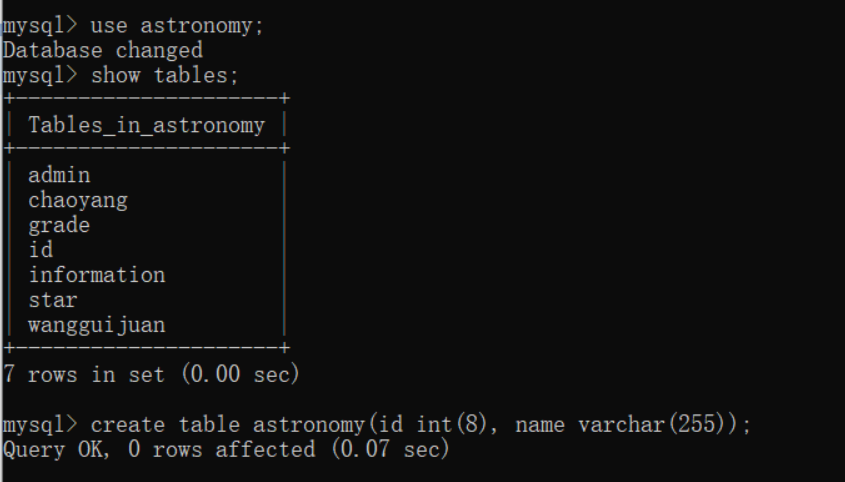 mysql> use astronomy;
Database changed
mysql> show tables;
+---------------------+
| Tables_in_astronomy |
+---------------------+
| admin               |
| chaoyang            |
| grade               |
| id                  |
| information         |
| star                |
| wangguijuan         |
+---------------------+
7 rows in set (0.00 sec)
mysql> create table astronomy(id int(8), name varchar(255));
Query OK, 0 rows affected (0.07 sec)